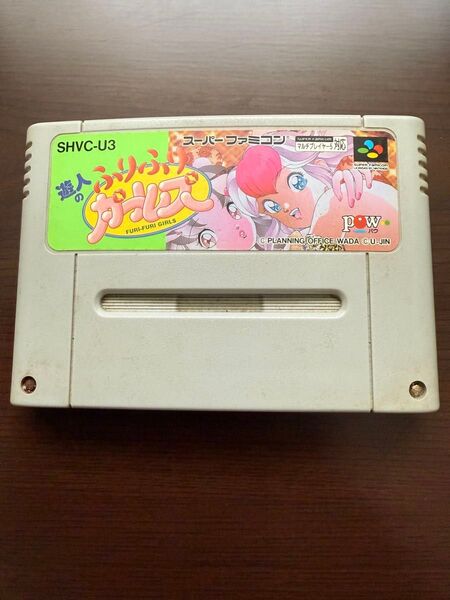 SHVC-U3
スーパーファミコン
マルチプレイヤー5対応
遊人の
ふりふり
ガールズ
FURI-FURI GIRLS
pow
パウ
© PLANNING OFFICE WADA, © U-JIN